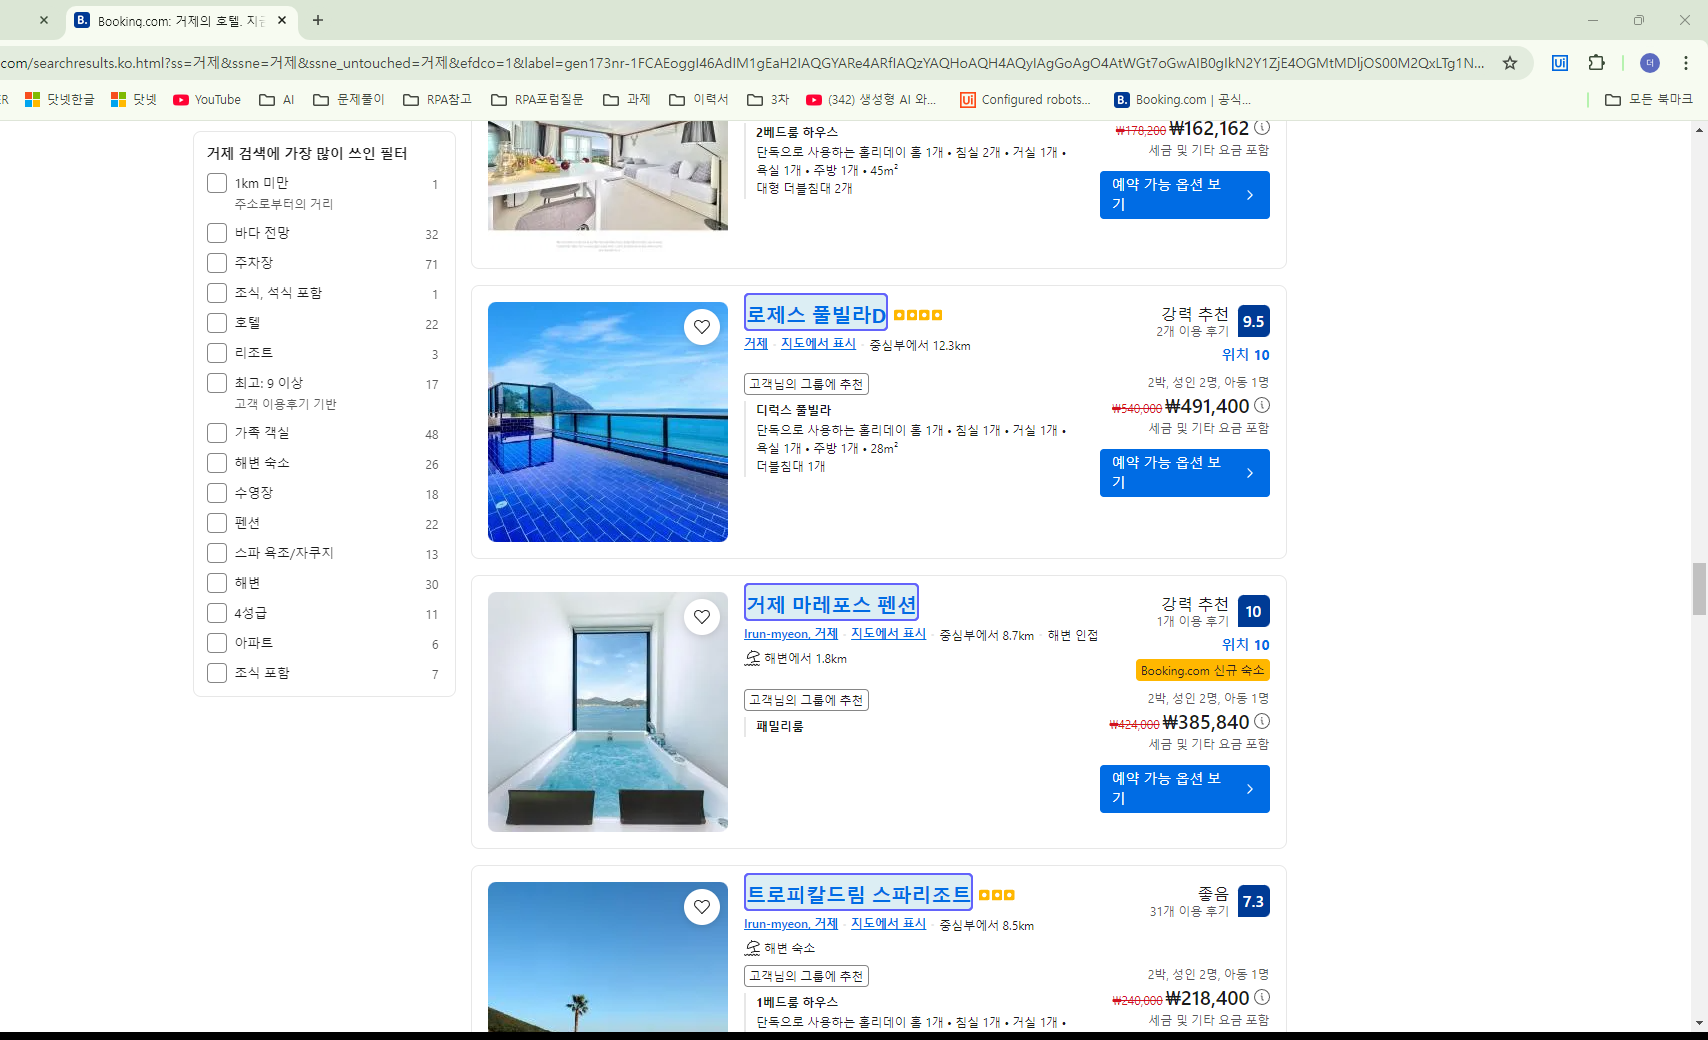 Booking.com: 거제의 호텔. 지금
com/searchresults.ko.html?ss=거제&ssne=거제&ssne_untouched=거제&efdco=1&label=gen173nr-1FCAEoggI46AdIM1gEaH2IAQGYARe4ARfIAQzYAQHoAQH4AQyIAgGoAgO4AtWGt7oGwAIB0gIkN2Y1ZjE4OGMtMDljOS00M2QxLTg1N...
R
닷넷한글
닷넷
YouTube
AI
문제풀이
RPA참고
RPA포럼질문
과제
이력서
3차
(342) 생성형 AI 와...
Configured robots...
Booking.com | 공식...
모든 북마크
거제 검색에 가장 많이 쓰인 필터
1km 미만 1
주소로부터의 거리
바다 전망 32
주차장 71
조식, 석식 포함 1
호텔 22
리조트 3
최고: 9 이상 17
고객 이용후기 기반
가족 객실 48
해변 숙소 26
수영장 18
펜션 22
스파 욕조/자쿠지 13
해변 30
4성급 11
아파트 6
조식 포함 7
2베드룸 하우스
단독으로 사용하는 홀리데이 홈 1개 • 침실 2개 • 거실 1개 •
욕실 1개 • 주방 1개 • 45m²
대형 더블침대 2개
₩178,200 ₩162,162
세금 및 기타 요금 포함
예약 가능 옵션 보
기
로제스 풀빌라D
거제 · 지도에서 표시 · 중심부에서 12.3km
고객님의 그룹에 추천
디럭스 풀빌라
단독으로 사용하는 홀리데이 홈 1개 • 침실 1개 • 거실 1개 •
욕실 1개 • 주방 1개 • 28m²
더블침대 1개
강력 추천 9.5
2개 이용 후기
위치 10
2박, 성인 2명, 아동 1명
₩540,000 ₩491,400
세금 및 기타 요금 포함
예약 가능 옵션 보
기
거제 마레포스 펜션
Irun-myeon, 거제 · 지도에서 표시 · 중심부에서 8.7km · 해변 인접
해변에서 1.8km
고객님의 그룹에 추천
패밀리룸
강력 추천 10
1개 이용 후기
위치 10
Booking.com 신규 숙소
2박, 성인 2명, 아동 1명
₩424,000 ₩385,840
세금 및 기타 요금 포함
예약 가능 옵션 보
기
트로피칼드림 스파리조트
Irun-myeon, 거제 · 지도에서 표시 · 중심부에서 8.5km
해변 숙소
고객님의 그룹에 추천
1베드룸 하우스
단독으로 사용하는 홀리데이 홈 1개 • 침실 1개 • 거실 1개 •
좋음 7.3
31개 이용 후기
2박, 성인 2명, 아동 1명
₩240,000 ₩218,400
세금 및 기타 요금 포함